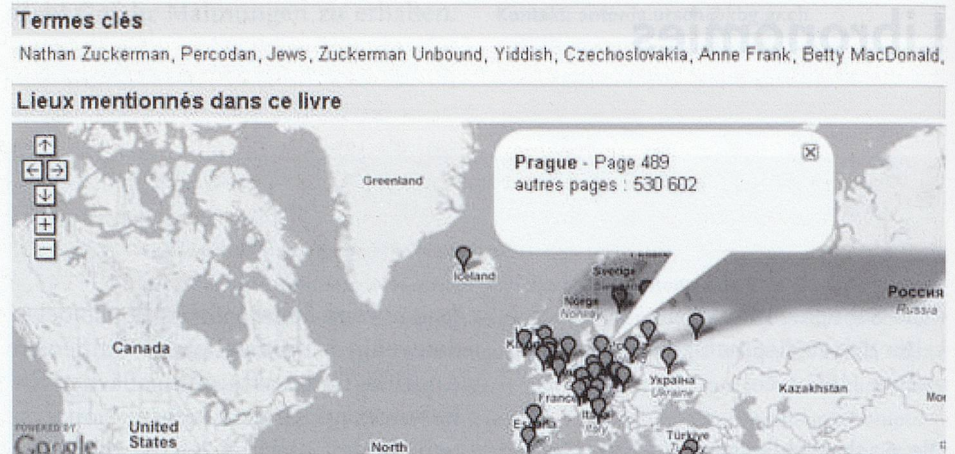 Termes clés
Nathan Zuckerman, Percodan, Jews, Zuckerman Unbound, Yiddish, Czechoslovakia, Anne Frank, Betty MacDonald,
Lieux mentionnés dans ce livre
Prague - Page 489
autres pages : 530 602
Greenland
Iceland
Sverige
Norge
Norway
Россия
Russia
Canada
Україна
Ukraine
Kazakhstan
France
Italy
United
States
North
Türkiye
POWERED BY
Google